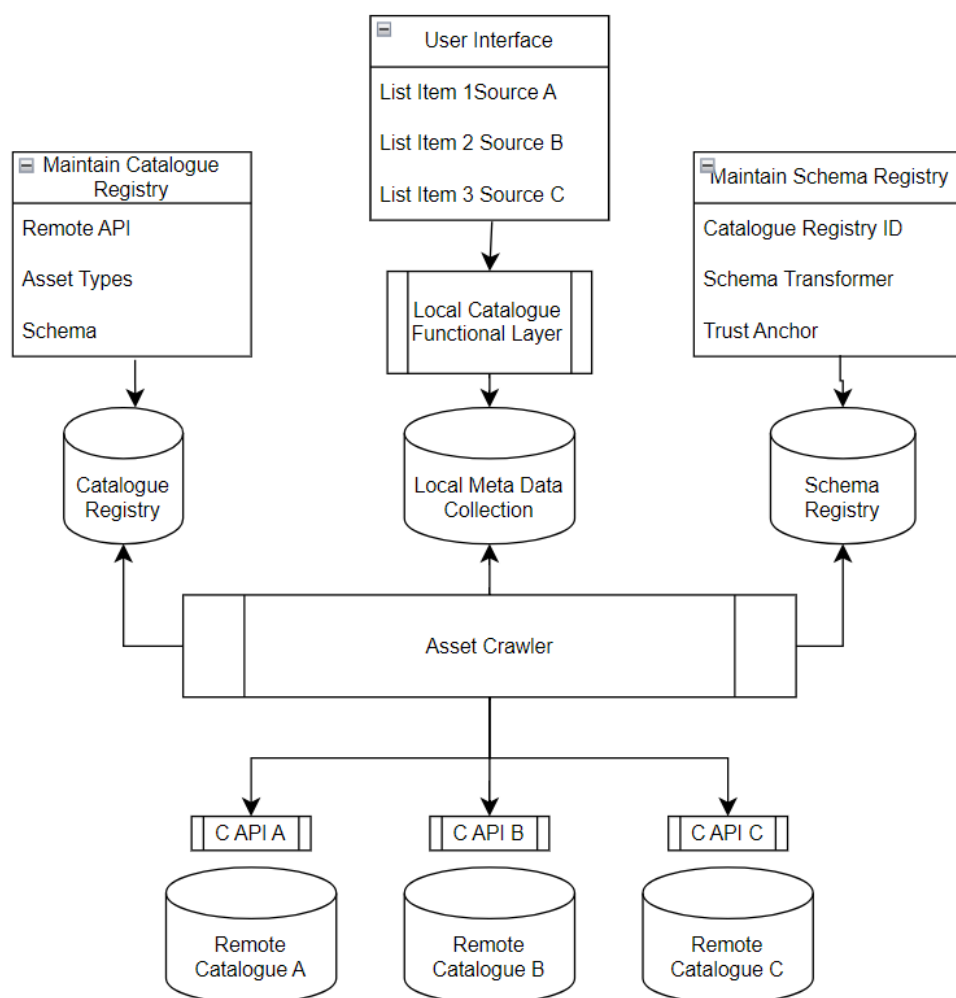 User Interface
List Item 1Source A
List Item 2 Source B
List Item 3 Source C
Maintain Catalogue
Registry
Remote API
Asset Types
Schema
Maintain Schema Registry
Catalogue Registry ID
Schema Transformer
Trust Anchor
Local Catalogue
Functional Layer
Catalogue
Registry
Local Meta Data
Collection
Schema
Registry
Asset Crawler
C API A
C API B
C API C
Remote
Catalogue A
Remote
Catalogue B
Remote
Catalogue C